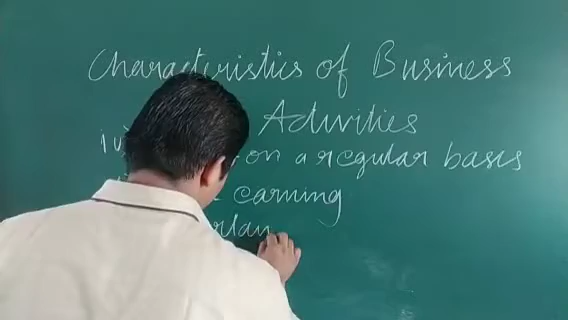 Characteristics of Business
Activities
on a regular basis
earning